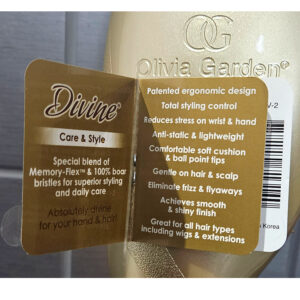 OG
Olivia Garden®
Divine®
Care & Style
Special blend of
Memory-Flex™ & 100% boar
bristles for superior styling
and daily care
Absolutely divine
for your hand & hair!
Patented ergonomic design
Total styling control
Reduces stress on wrist & hand
Anti-static & lightweight
Comfortable soft cushion
& ball point tips
Gentle on hair & scalp
Eliminate frizz & flyaways
Achieves smooth
& shiny finish
Great for all hair types
including wigs & extensions
V-2
Korea